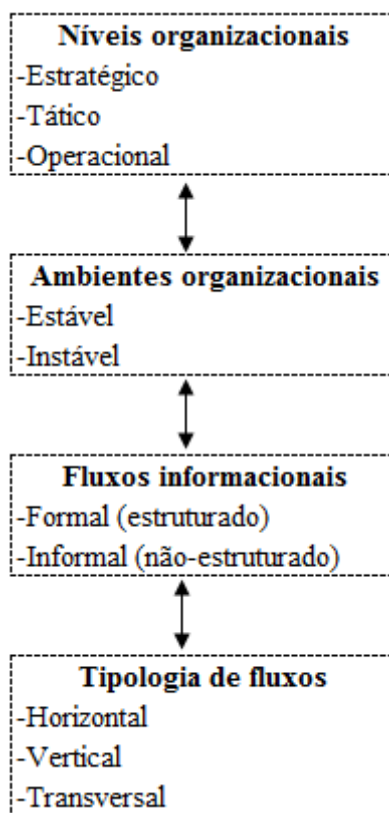 Níveis organizacionais
-Estratégico
-Tático
-Operacional
Ambientes organizacionais
-Estável
-Instável
Fluxos informacionais
-Formal (estruturado)
-Informal (não-estruturado)
Tipologia de fluxos
-Horizontal
-Vertical
-Transversal